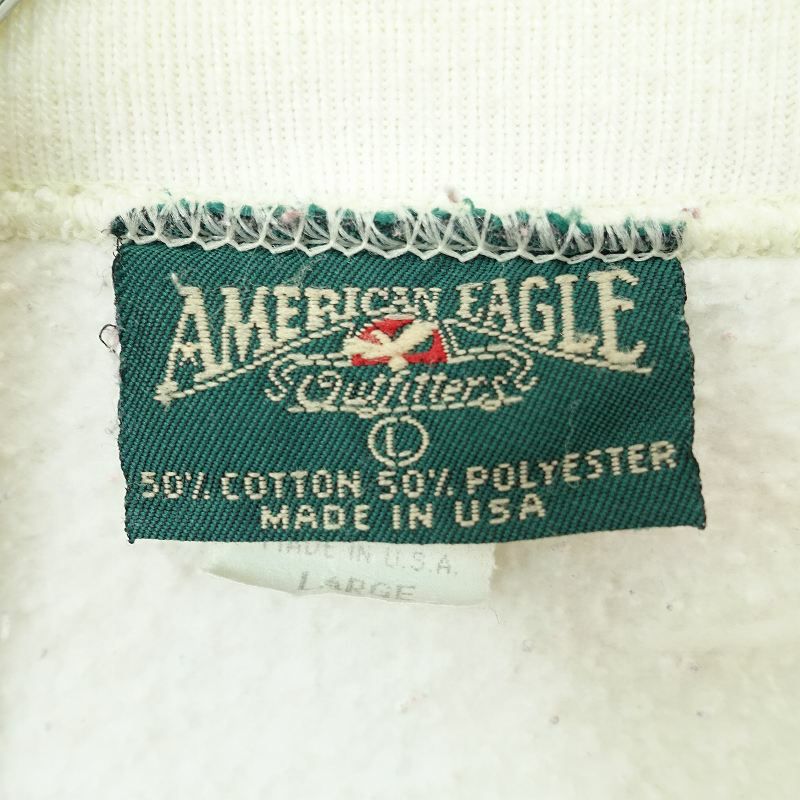 AMERICAN EAGLE
Outfitters
L
50% COTTON 50% POLYESTER
MADE IN USA
MADE IN U.S.A.
LARGE